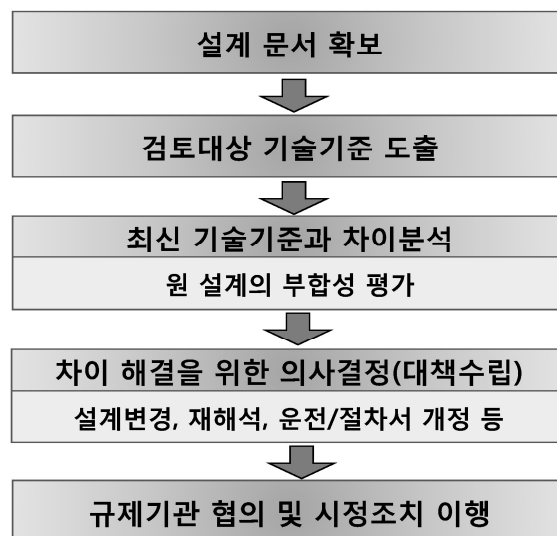 설계 문서 확보
검토대상 기술기준 도출
최신 기술기준과 차이분석
원 설계의 부합성 평가
차이 해결을 위한 의사결정(대책수립)
설계변경, 재해석, 운전/절차서 개정 등
규제기관 협의 및 시정조치 이행